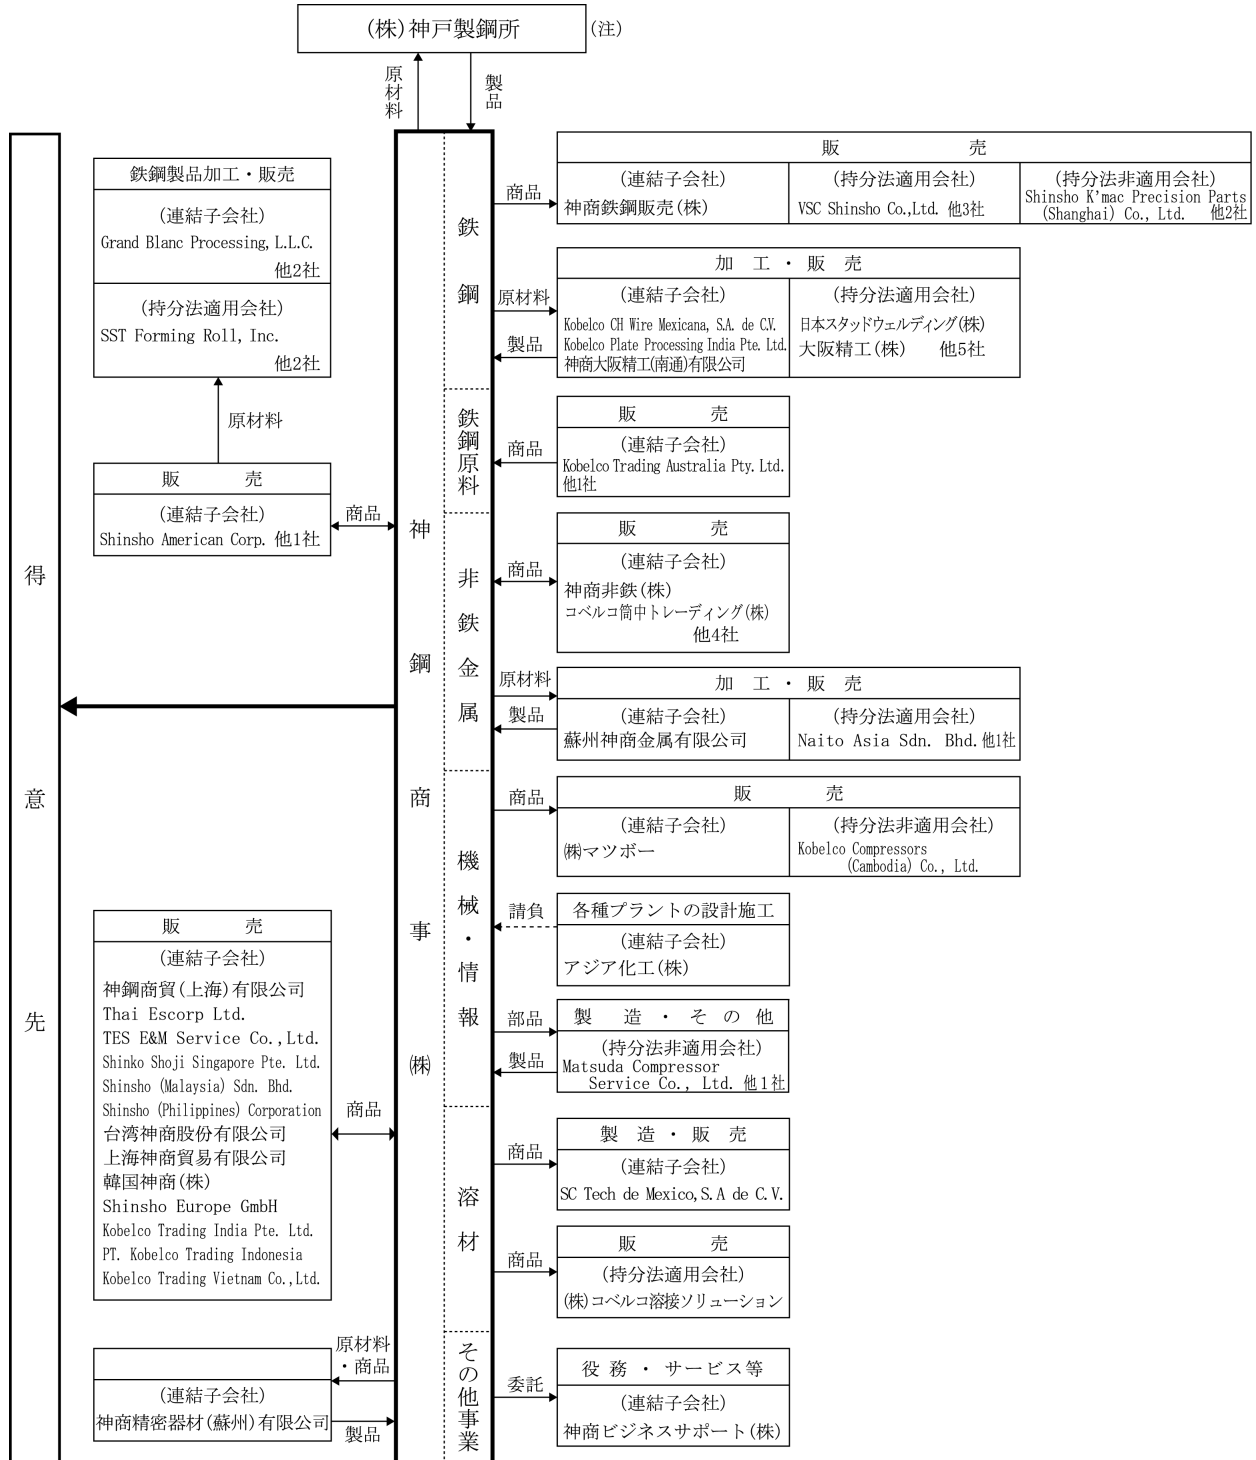 (株)神戸製鋼所
(注)
原材料
製品
得意先
鉄鋼製品加工・販売
(連結子会社)
Grand Blanc Processing, L.L.C.
他2社
(持分法適用会社)
SST Forming Roll, Inc.
他2社
原材料
販売
(連結子会社)
Shinsho American Corp. 他1社
商品
販売
(連結子会社)
神鋼商貿(上海)有限公司
Thai Escorp Ltd.
TES E&M Service Co.,Ltd.
Shinko Shoji Singapore Pte. Ltd.
Shinsho (Malaysia) Sdn. Bhd.
Shinsho (Philippines) Corporation
台湾神商股份有限公司
上海神商貿易有限公司
韓国神商(株)
Shinsho Europe GmbH
Kobelco Trading India Pte. Ltd.
PT. Kobelco Trading Indonesia
Kobelco Trading Vietnam Co.,Ltd.
商品
(連結子会社)
神商精密器材(蘇州)有限公司
原材料
・商品
製品
神鋼商事(株)
鉄鋼
商品
販売
(連結子会社)
神商鉄鋼販売(株)
(持分法適用会社)
VSC Shinsho Co.,Ltd. 他3社
(持分法非適用会社)
Shinsho K'mac Precision Parts
(Shanghai) Co., Ltd. 他2社
原材料
製品
加工・販売
(連結子会社)
Kobelco CH Wire Mexicana, S.A. de C.V.
Kobelco Plate Processing India Pte. Ltd.
神商大阪精工(南通)有限公司
(持分法適用会社)
日本スタッドウェルディング(株)
大阪精工(株) 他5社
鉄鋼原料
商品
販売
(連結子会社)
Kobelco Trading Australia Pty. Ltd.
他1社
非鉄金属
商品
販売
(連結子会社)
神商非鉄(株)
コベルコ筒中トレーディング(株)
他4社
原材料
製品
加工・販売
(連結子会社)
蘇州神商金属有限公司
(持分法適用会社)
Naito Asia Sdn. Bhd. 他1社
機械・情報
商品
販売
(連結子会社)
㈱マツボー
(持分法非適用会社)
Kobelco Compressors
(Cambodia) Co., Ltd.
請負
各種プラントの設計施工
(連結子会社)
アジア化工(株)
部品
製品
製造・その他
(持分法非適用会社)
Matsuda Compressor
Service Co., Ltd. 他1社
溶材
商品
製造・販売
(連結子会社)
SC Tech de Mexico,S.A de C.V.
商品
販売
(持分法適用会社)
(株)コベルコ溶接ソリューション
その他事業
委託
役務・サービス等
(連結子会社)
神商ビジネスサポート(株)